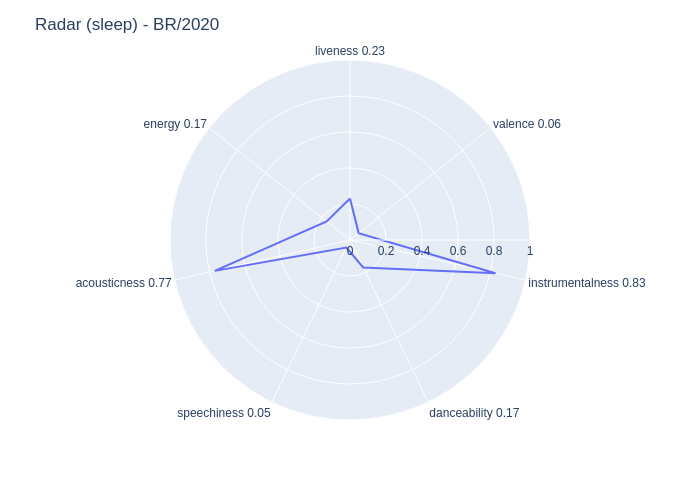 Radar (sleep) - BR/2020
liveness 0.23
energy 0.17
valence 0.06
0 0.2 0.4 0.6 0.8 1
acousticness 0.77
instrumentalness 0.83
speechiness 0.05
danceability 0.17